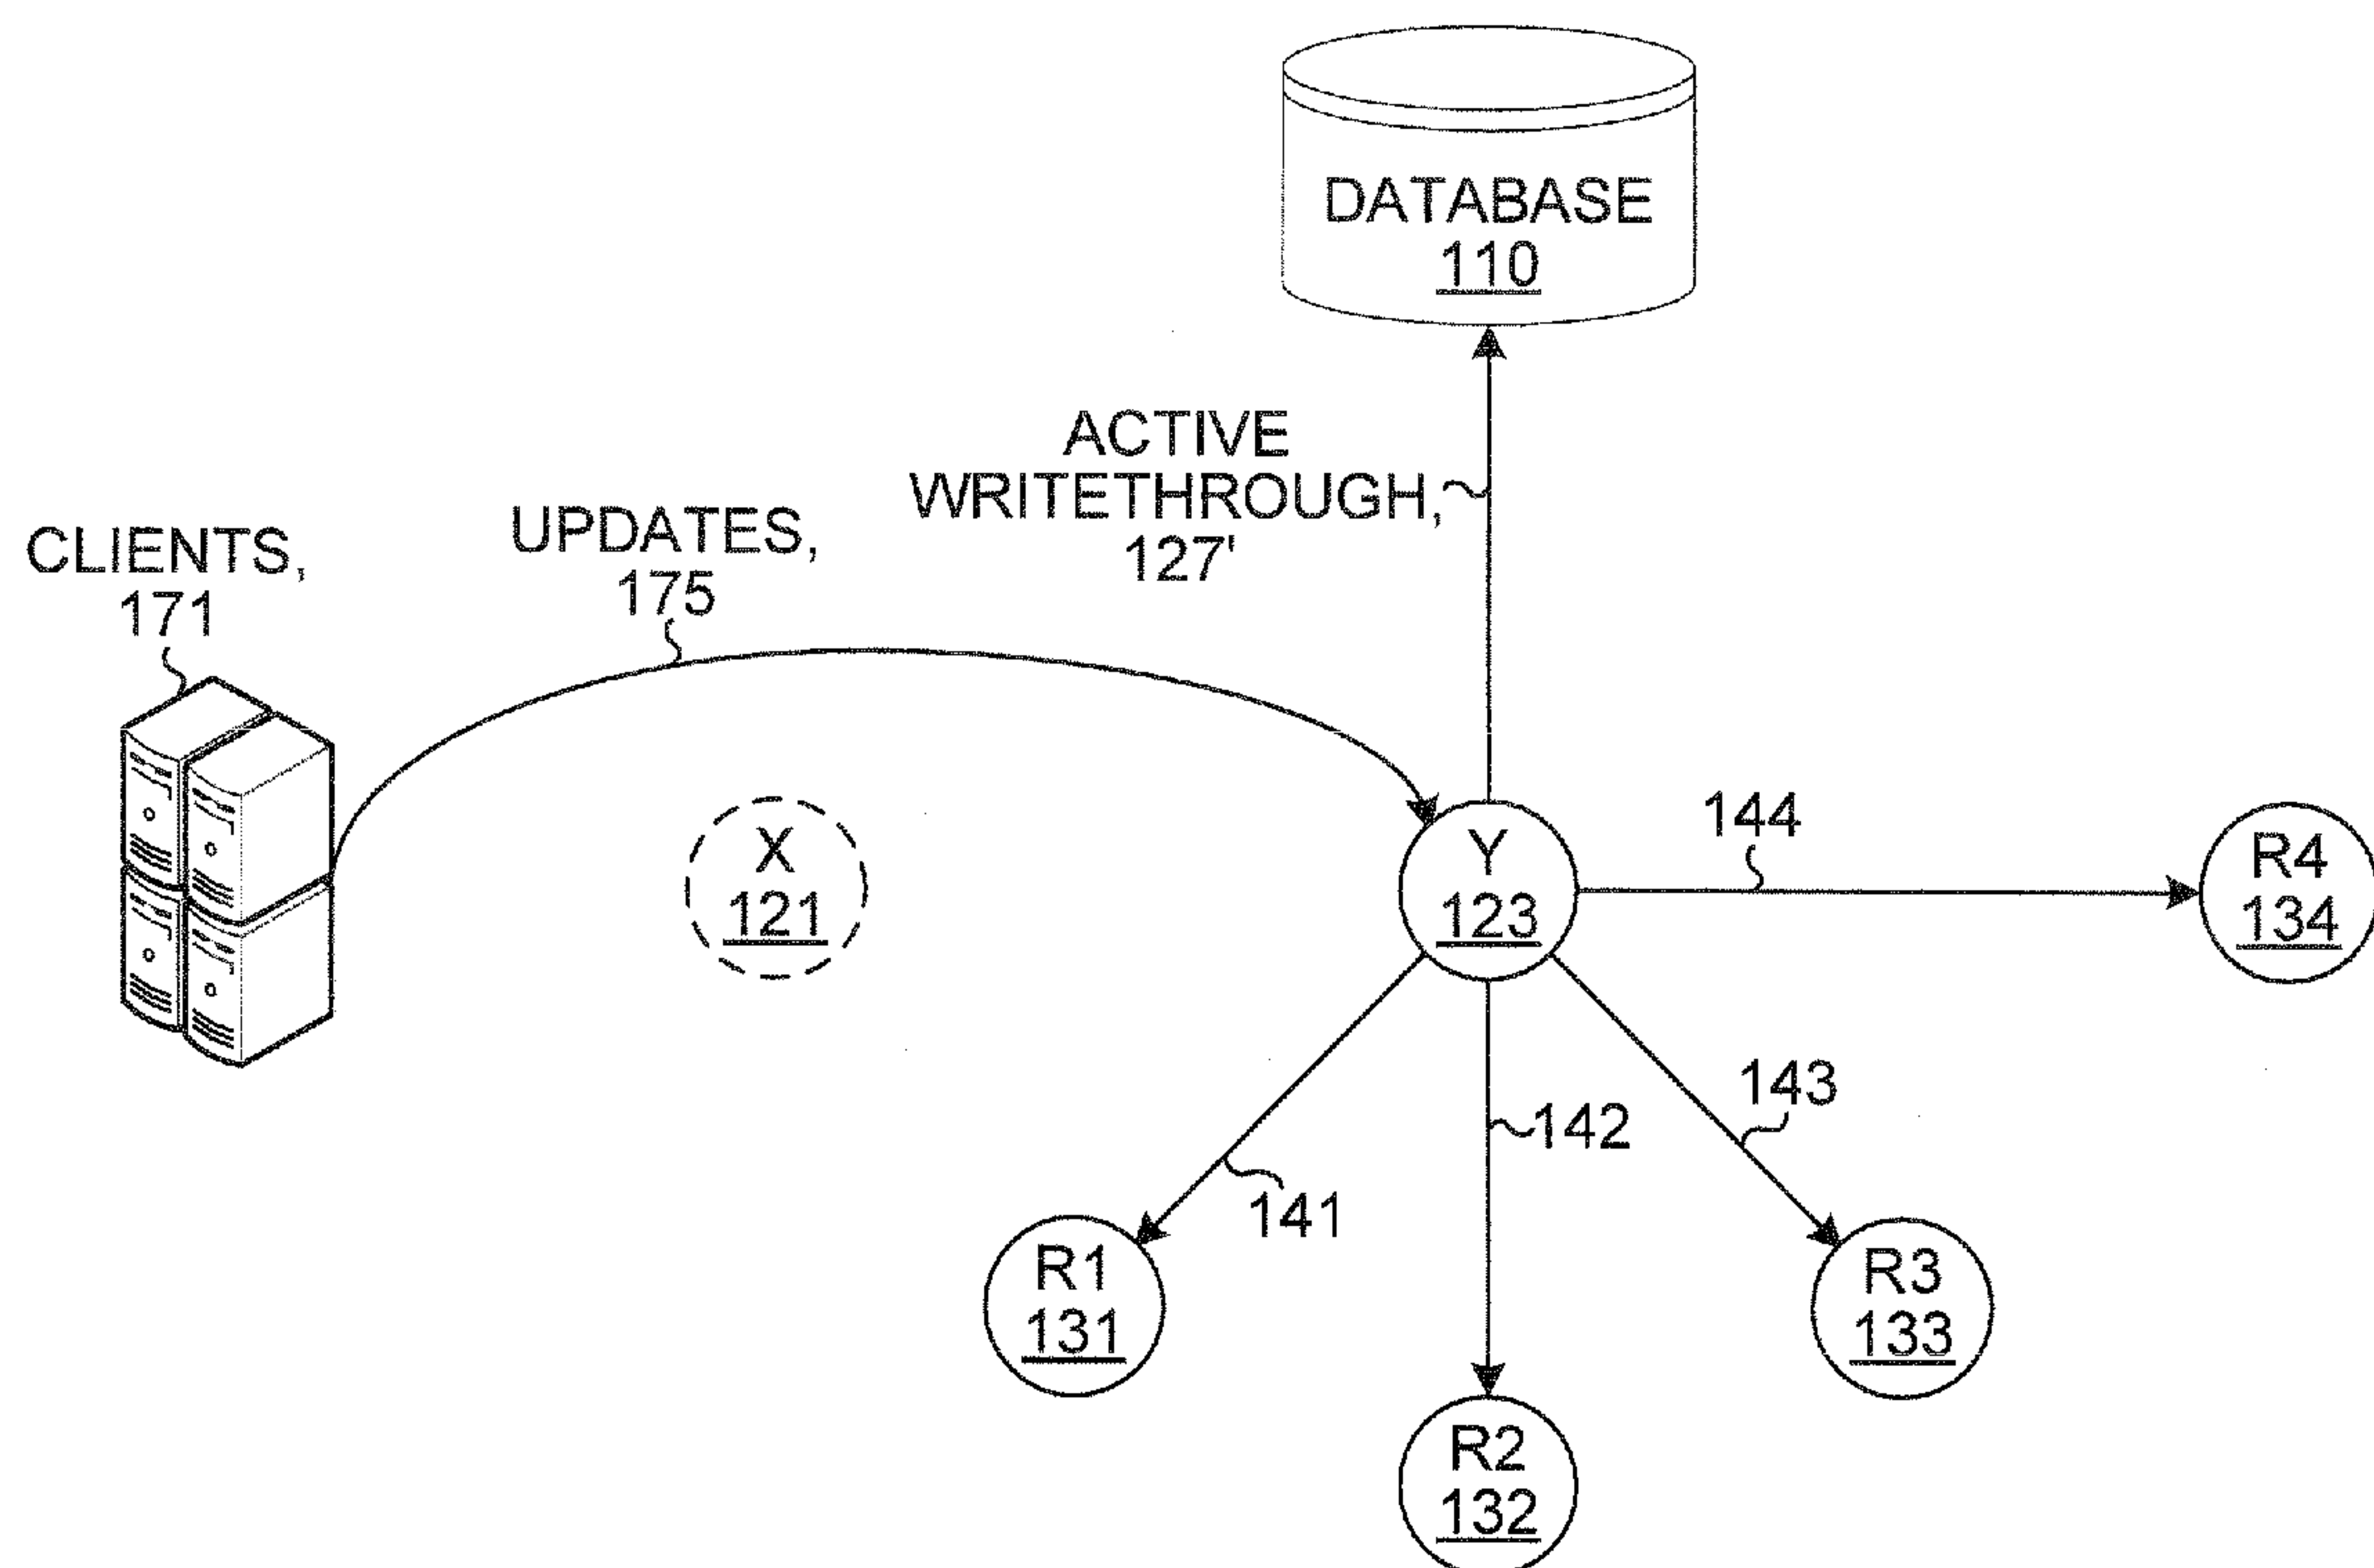 DATABASE
110
ACTIVE
WRITETHROUGH,
127'
UPDATES,
175
CLIENTS,
171
X
121
Y
123
144
R4
134
143
142
141
R1
131
R3
133
R2
132